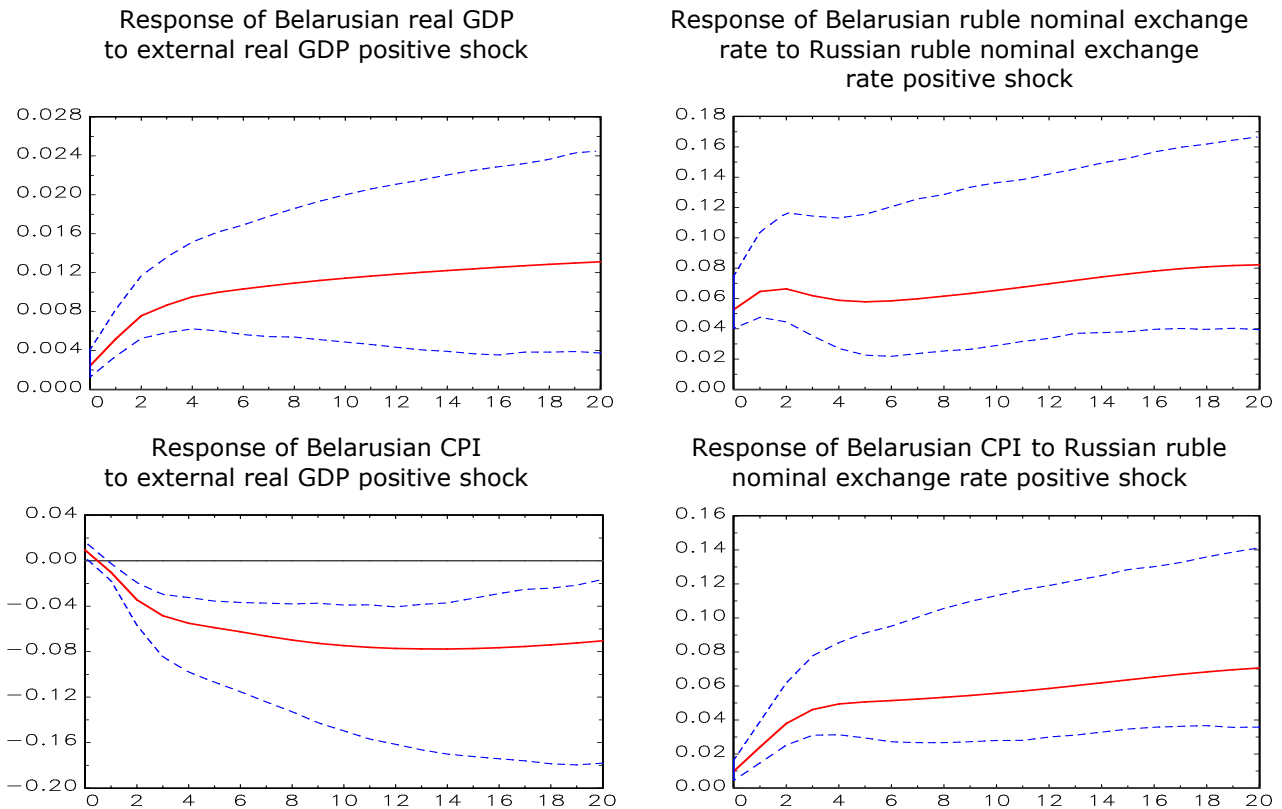 Response of Belarusian real GDP
to external real GDP positive shock
0.028
0.024
0.020
0.016
0.012
0.008
0.004
0.000
0 2 4 6 8 10 12 14 16 18 20
Response of Belarusian ruble nominal exchange
rate to Russian ruble nominal exchange
rate positive shock
0.18
0.16
0.14
0.12
0.10
0.08
0.06
0.04
0.02
0.00
0 2 4 6 8 10 12 14 16 18 20
Response of Belarusian CPI
to external real GDP positive shock
0.04
0.00
−0.04
−0.08
−0.12
−0.16
−0.20
0 2 4 6 8 10 12 14 16 18 20
Response of Belarusian CPI to Russian ruble
nominal exchange rate positive shock
0.16
0.14
0.12
0.10
0.08
0.06
0.04
0.02
0.00
0 2 4 6 8 10 12 14 16 18 20